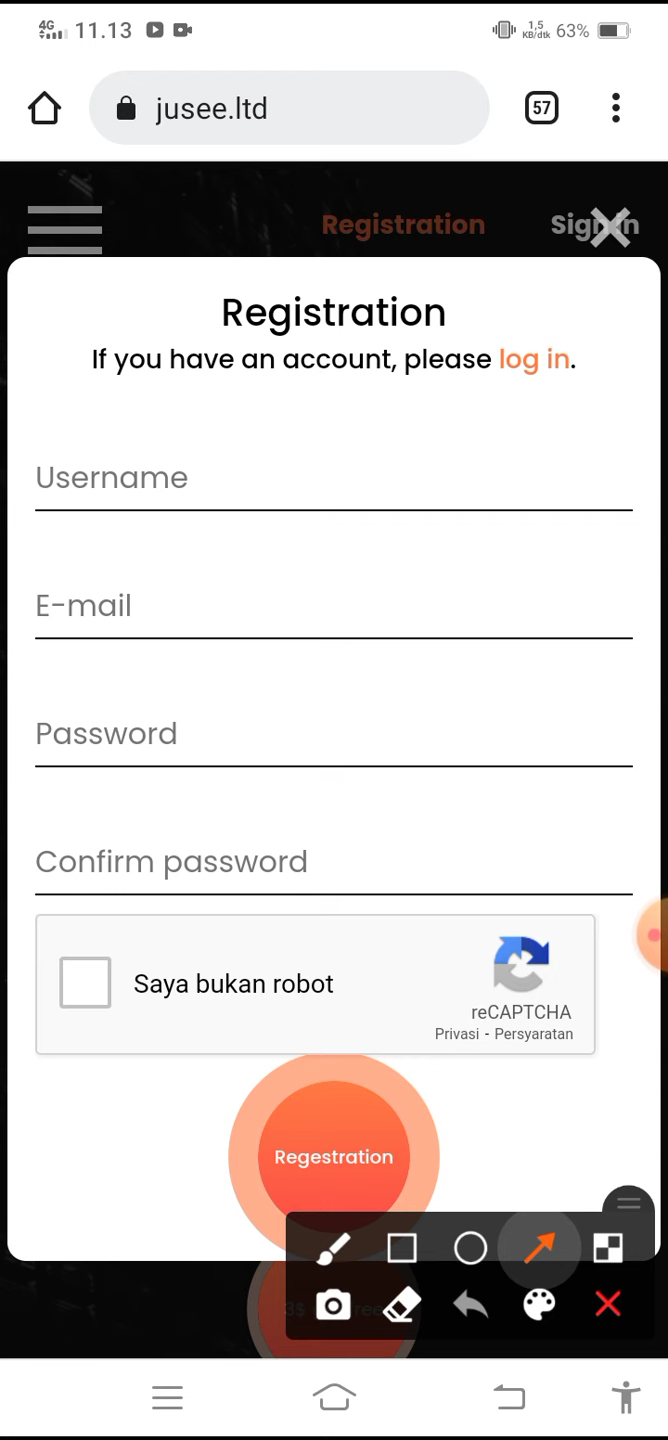 4G 11.13 1,5 KB/dtk 63%
jusee.ltd 57
Registration Sign in
Registration
If you have an account, please log in.
Username
E-mail
Password
Confirm password
Saya bukan robot
reCAPTCHA
Privasi - Persyaratan
Regestration